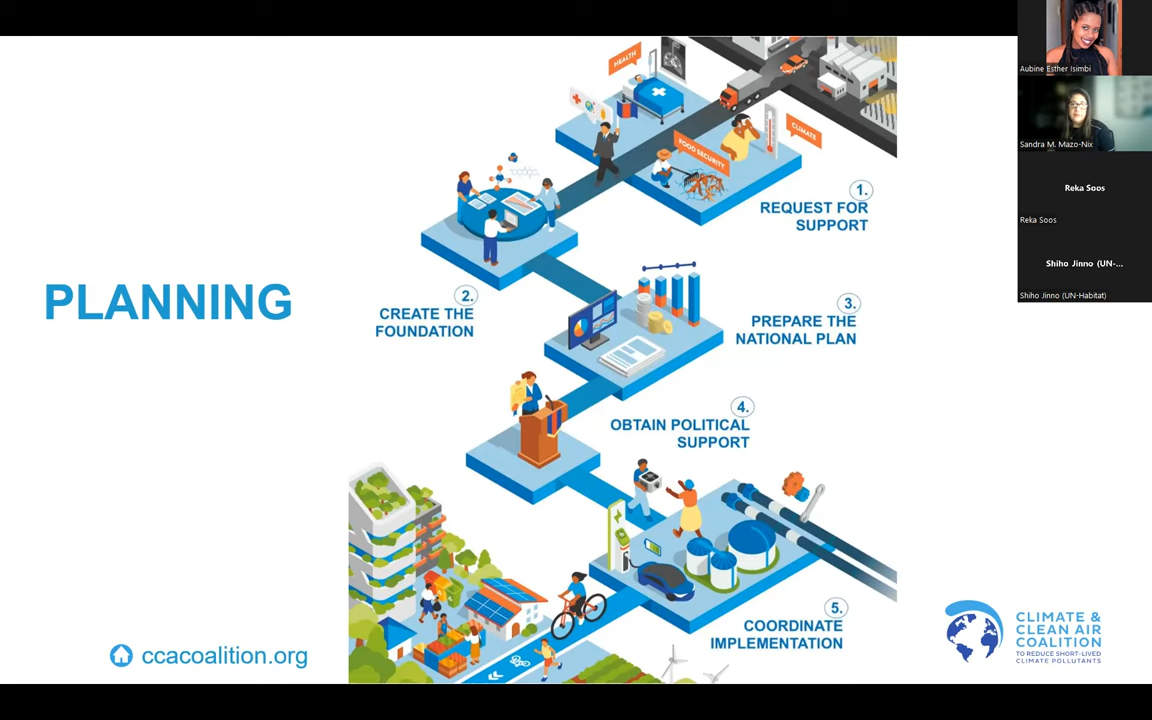 PLANNING
HEALTH
CLIMATE
FOOD SECURITY
1.
REQUEST FOR
SUPPORT
2.
CREATE THE
FOUNDATION
3.
PREPARE THE
NATIONAL PLAN
4.
OBTAIN POLITICAL
SUPPORT
5.
COORDINATE
IMPLEMENTATION
ccacoalition.org
CLIMATE &
CLEAN AIR
COALITION
TO REDUCE SHORT-LIVED
CLIMATE POLLUTANTS
Aubine Esther Isimbi
Sandra M. Mazo-Nix
Reka Soos
Reka Soos
Shiho Jinno (UN-...
Shiho Jinno (UN-Habitat)